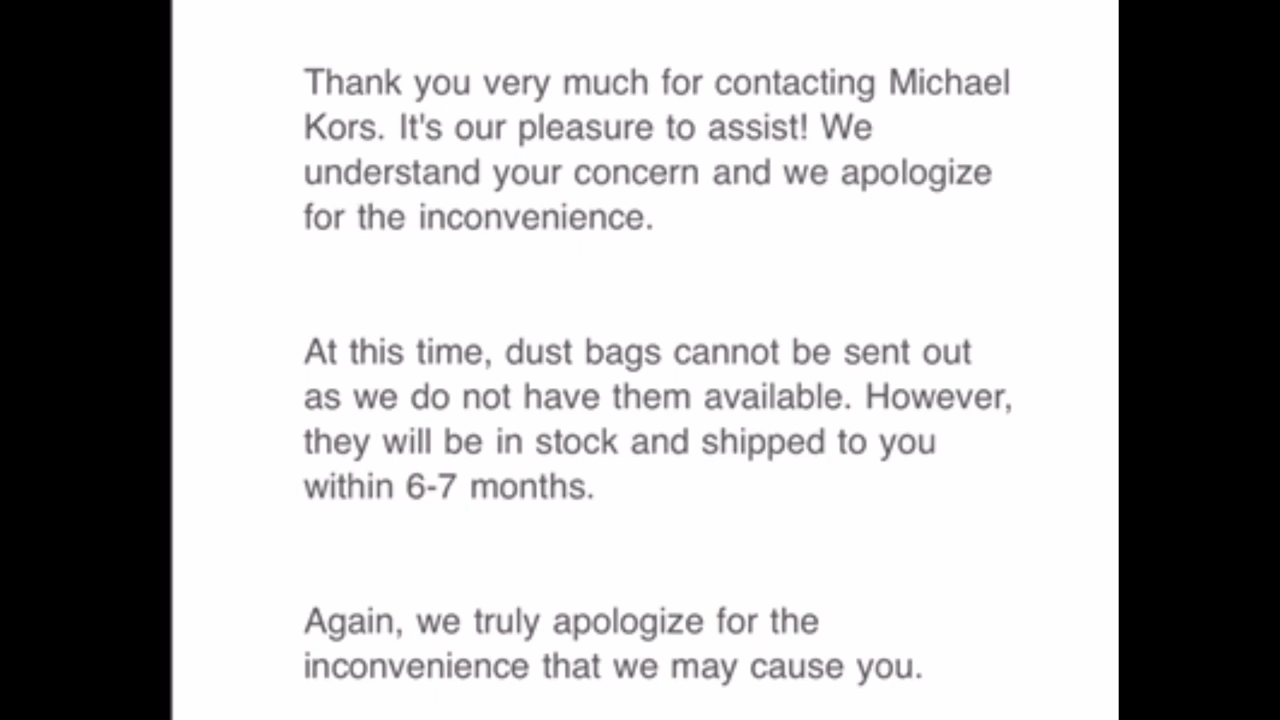 Thank you very much for contacting Michael
Kors. It's our pleasure to assist! We
understand your concern and we apologize
for the inconvenience.
At this time, dust bags cannot be sent out
as we do not have them available. However,
they will be in stock and shipped to you
within 6-7 months.
Again, we truly apologize for the
inconvenience that we may cause you.